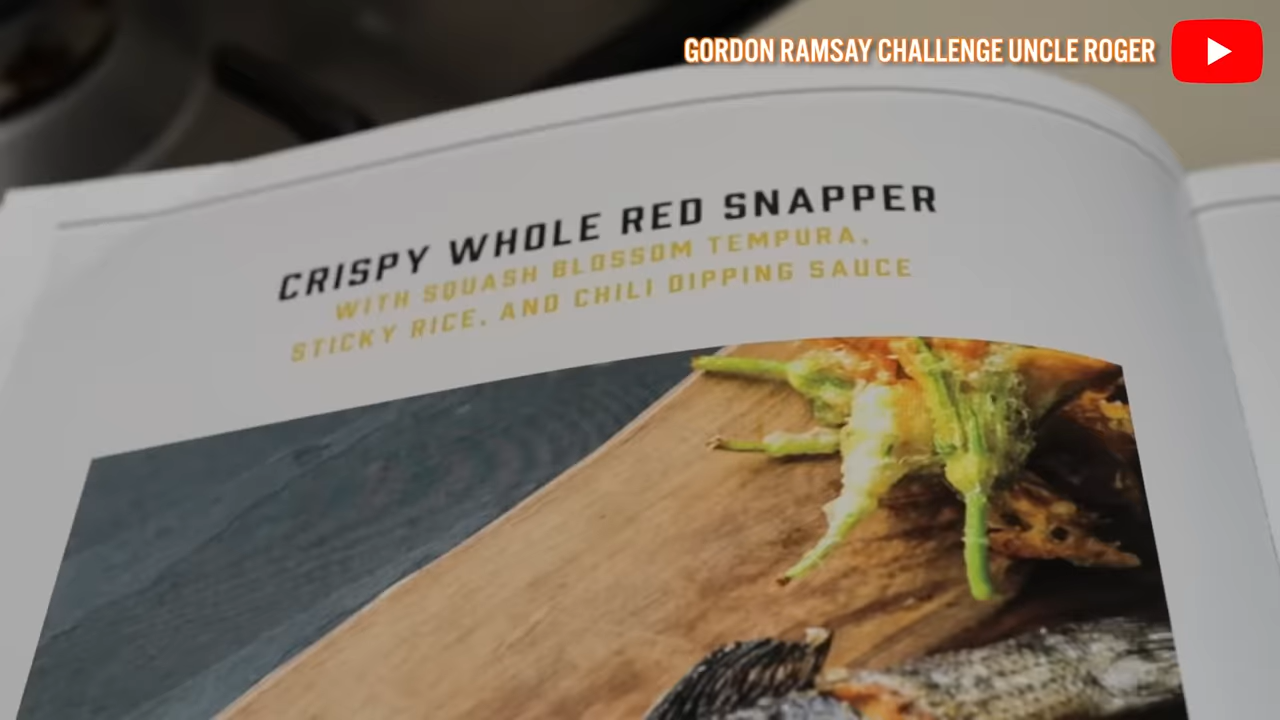 GORDON RAMSAY CHALLENGE UNCLE ROGER
CRISPY WHOLE RED SNAPPER
WITH SQUASH BLOSSOM TEMPURA,
STICKY RICE, AND CHILI DIPPING SAUCE